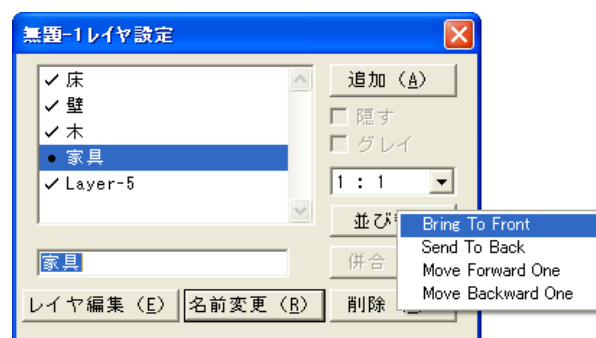 無題-1レイヤ設定
✓床
✓壁
✓木
●家具
✓Layer-5
追加 (A)
隠す
グレイ
1 : 1
並び
Bring To Front
Send To Back
Move Forward One
Move Backward One
家具
併合
レイヤ編集 (E)
名前変更 (R)
削除